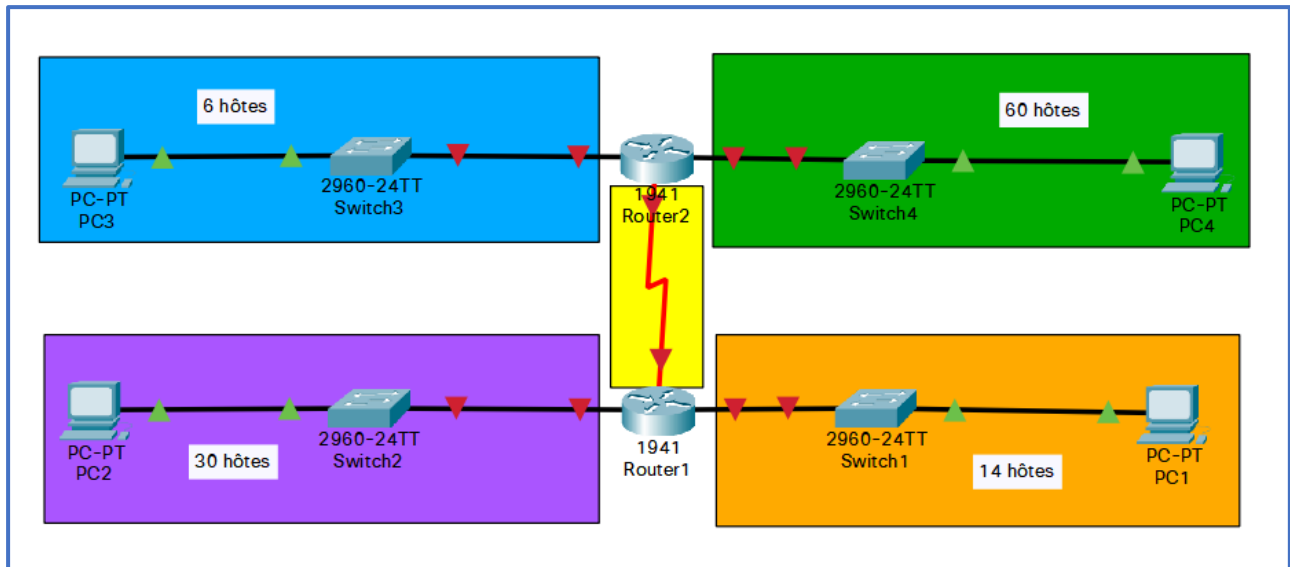 6 hôtes
60 hôtes
PC-PT
PC3
2960-24TT
Switch3
1941
Router2
2960-24TT
Switch4
PC-PT
PC4
PC-PT
PC2
30 hôtes
2960-24TT
Switch2
1941
Router1
2960-24TT
Switch1
14 hôtes
PC-PT
PC1